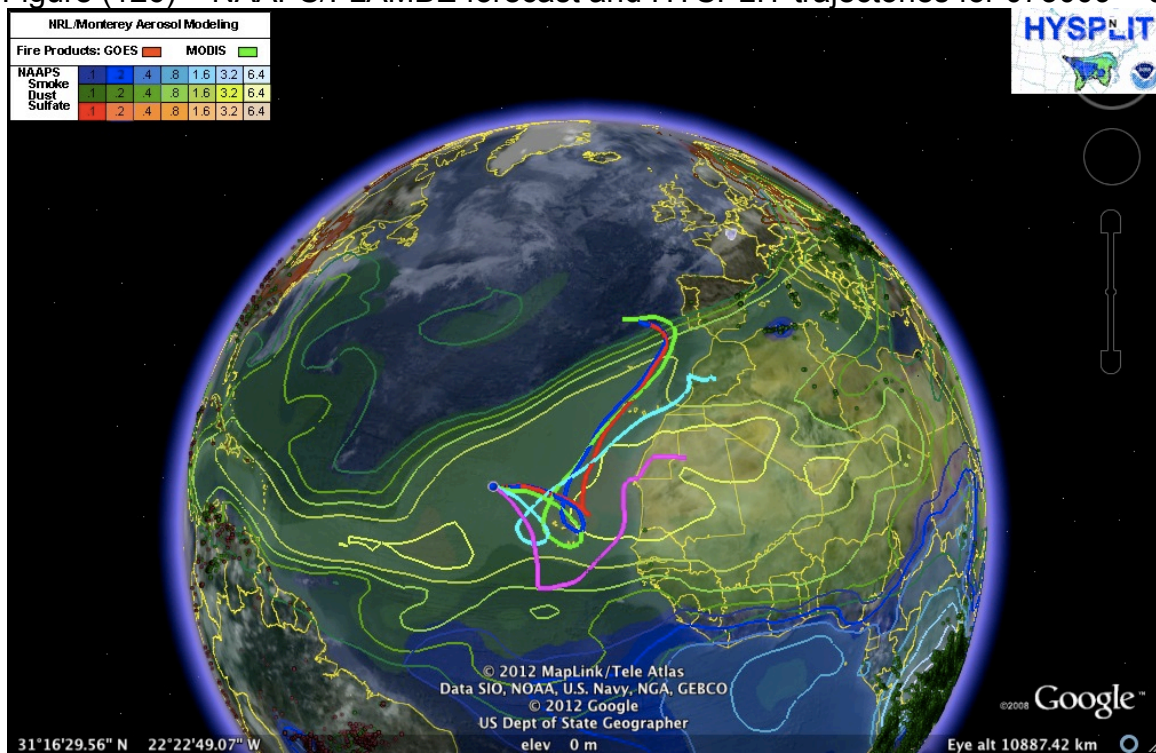 NRL/Monterey Aerosol Modeling
Fire Products: GOES MODIS
NAAPS
Smoke .1 .2 .4 .8 1.6 3.2 6.4
Dust .1 .2 .4 .8 1.6 3.2 6.4
Sulfate .1 .2 .4 .8 1.6 3.2 6.4
HYSPLIT
N
NOAA
© 2012 MapLink/Tele Atlas
Data SIO, NOAA, U.S. Navy, NGA, GEBCO
© 2012 Google
US Dept of State Geographer
©2008 Google™
31°16'29.56" N 22°22'49.07" W elev 0 m Eye alt 10887.42 km